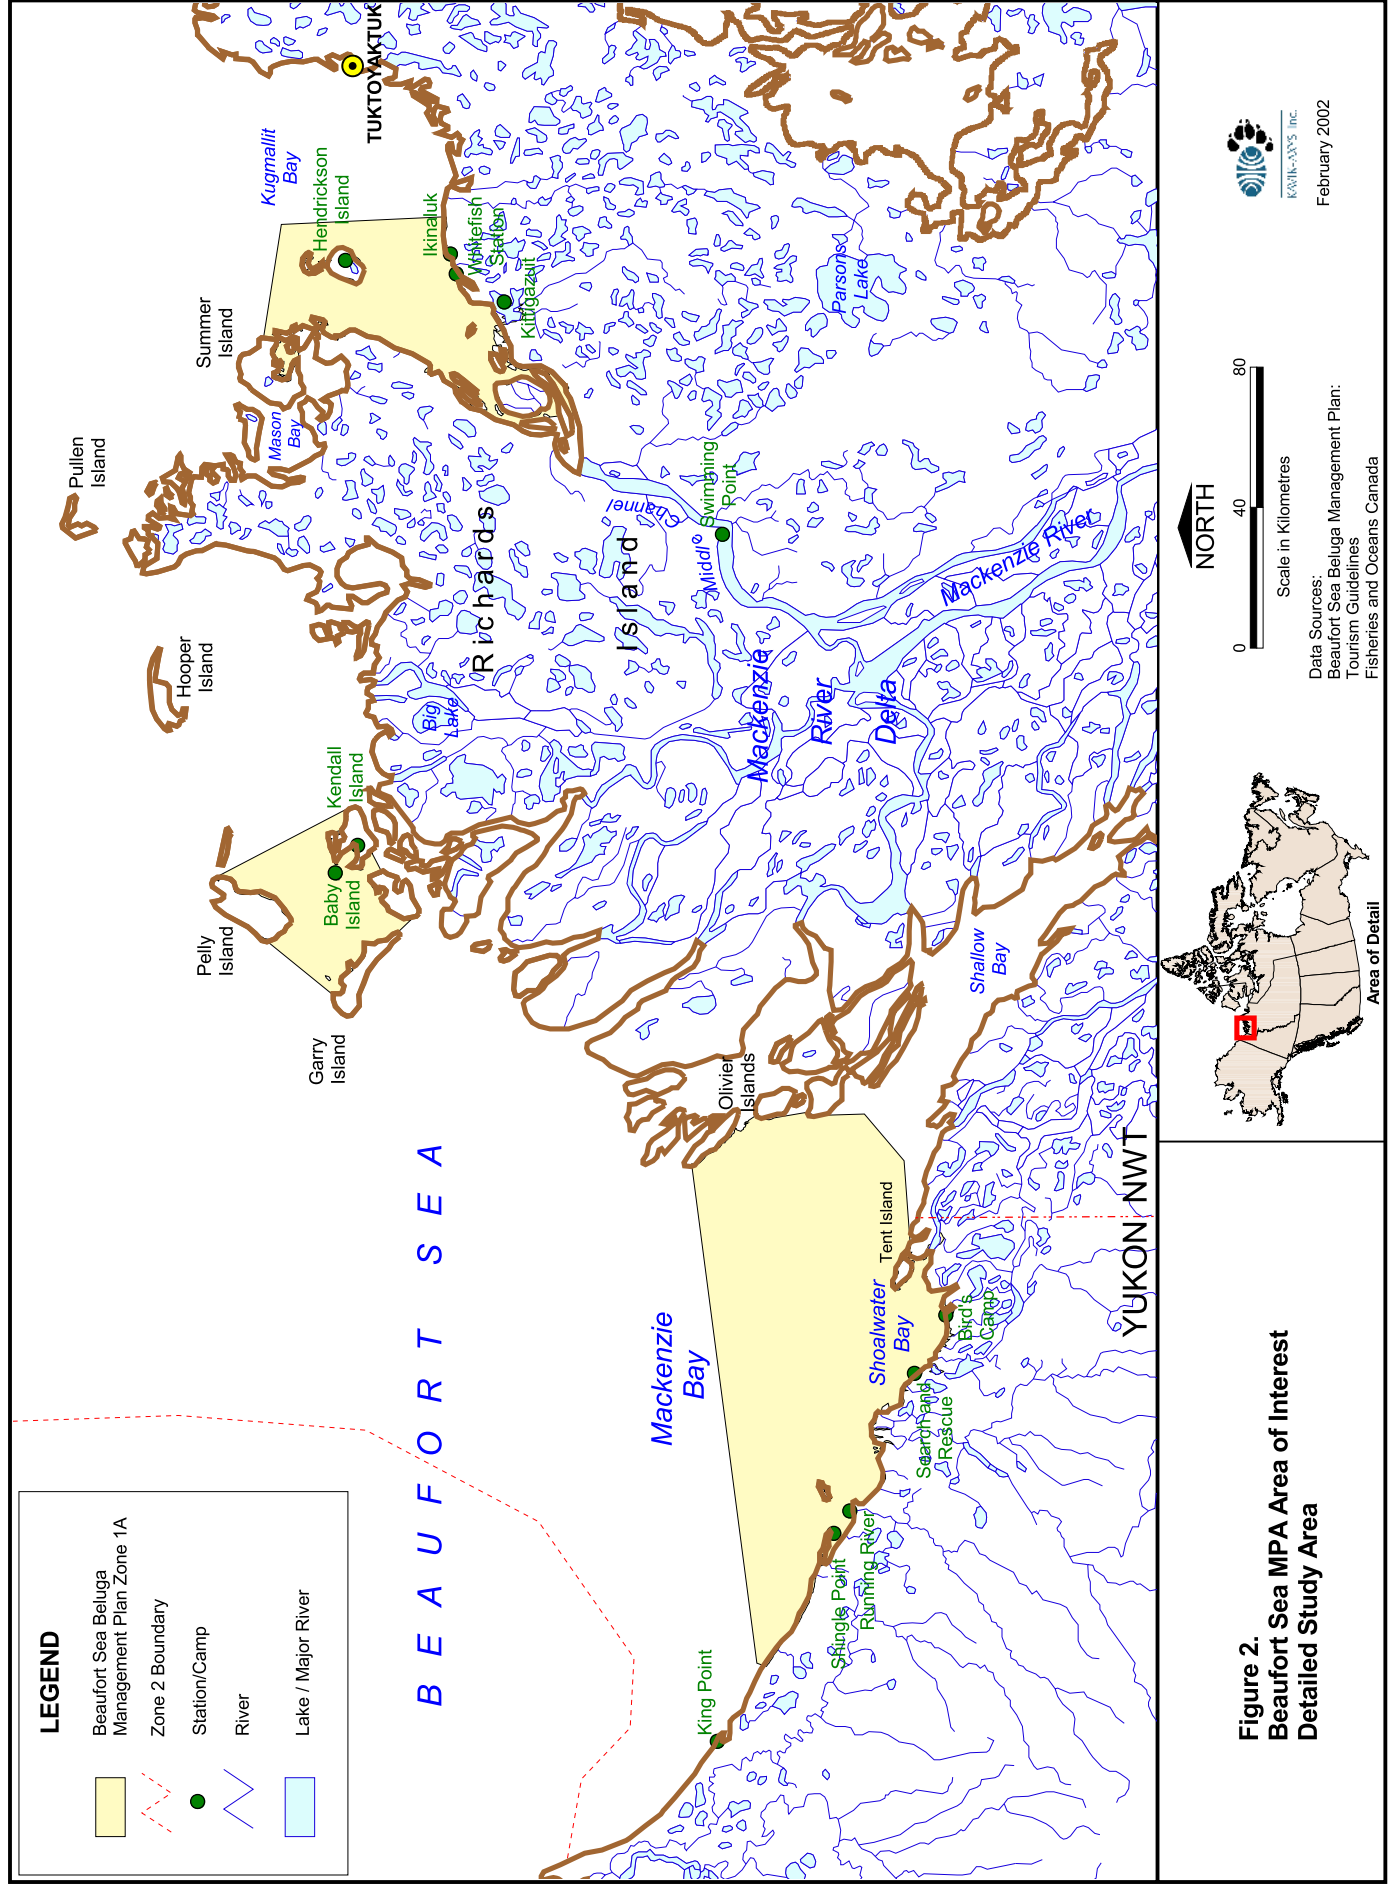 LEGEND
Beaufort Sea Beluga
Management Plan Zone 1A
Zone 2 Boundary
Station/Camp
River
Lake / Major River
BEAUFORT SEA
Pelly
Island
Garry
Island
Hooper
Island
Pullen
Island
Summer
Island
Kugmallit
Bay
TUKTOYAKTUK
Hendrickson
Island
Ikinaluk
Whitefish
Station
Kittigazuit
Mason
Bay
Kendall
Island
Baby
Island
Big
Lake
Richards
Island
Middle
Channel
Swimming
Point
Parsons
Lake
Mackenzie
River
Delta
Mackenzie River
Olivier
Islands
Shallow
Bay
Mackenzie
Bay
Tent Island
Shoalwater
Bay
Bird's
Camp
Search and
Rescue
Running River
Shingle Point
King Point
YUKON
NWT
Figure 2.
Beaufort Sea MPA Area of Interest
Detailed Study Area
Area of Detail
NORTH
0
40
80
Scale in Kilometres
Data Sources:
Beaufort Sea Beluga Management Plan:
Tourism Guidelines
Fisheries and Oceans Canada
KAVIK-AXYS Inc.
February 2002